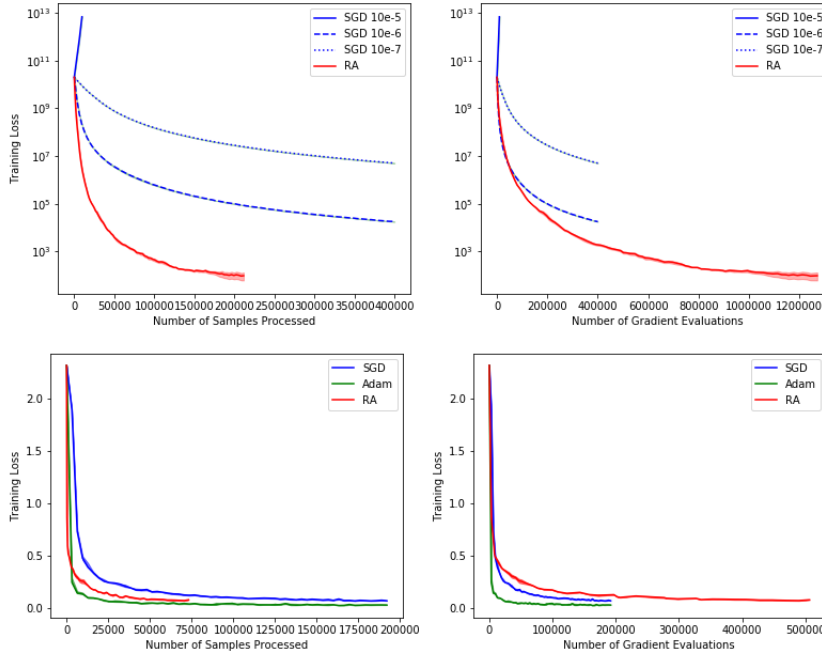 SGD 10e-5
SGD 10e-6
SGD 10e-7
RA
10^13
10^11
10^9
10^7
10^5
10^3
Training Loss
0 50000 100000 150000 200000 250000 300000 350000 400000
Number of Samples Processed
SGD 10e-5
SGD 10e-6
SGD 10e-7
RA
10^13
10^11
10^9
10^7
10^5
10^3
0 200000 400000 600000 800000 1000000 1200000
Number of Gradient Evaluations
SGD
Adam
RA
2.0
1.5
1.0
0.5
0.0
Training Loss
0 25000 50000 75000 100000 125000 150000 175000 200000
Number of Samples Processed
SGD
Adam
RA
2.0
1.5
1.0
0.5
0.0
Training Loss
0 100000 200000 300000 400000 500000
Number of Gradient Evaluations